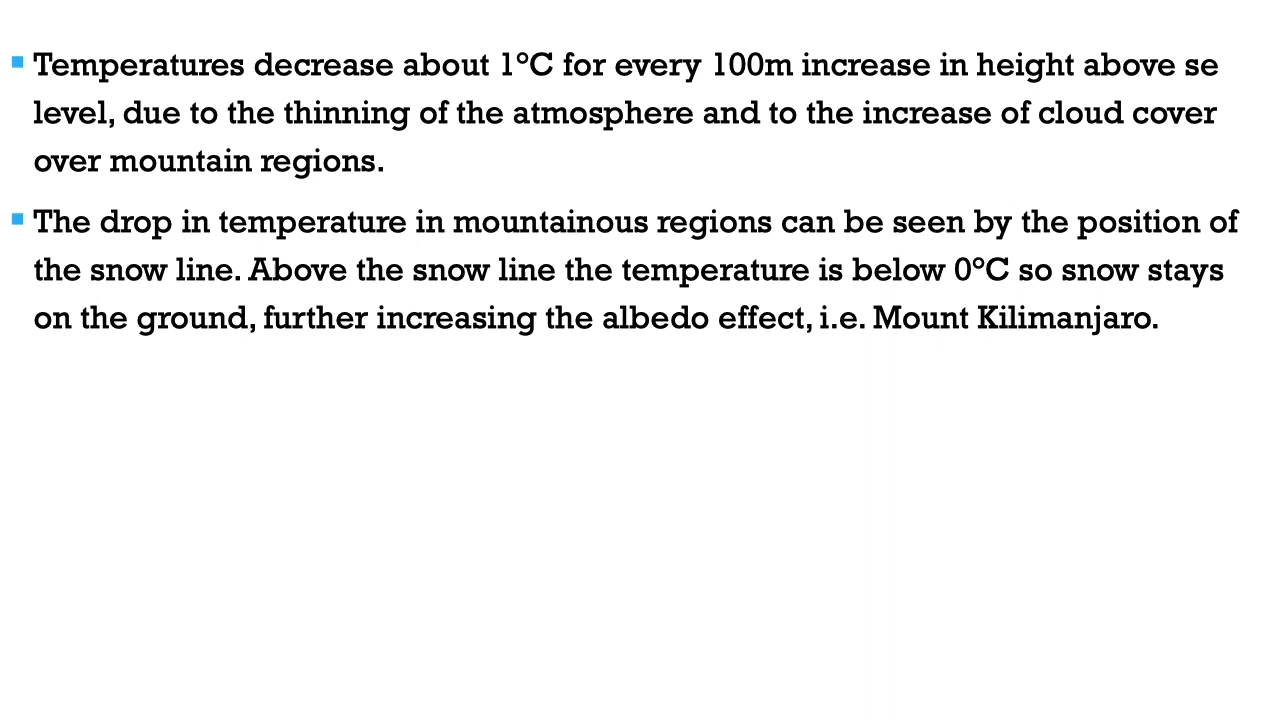 Temperatures decrease about 1°C for every 100m increase in height above se
level, due to the thinning of the atmosphere and to the increase of cloud cover
over mountain regions.
The drop in temperature in mountainous regions can be seen by the position of
the snow line. Above the snow line the temperature is below 0°C so snow stays
on the ground, further increasing the albedo effect, i.e. Mount Kilimanjaro.